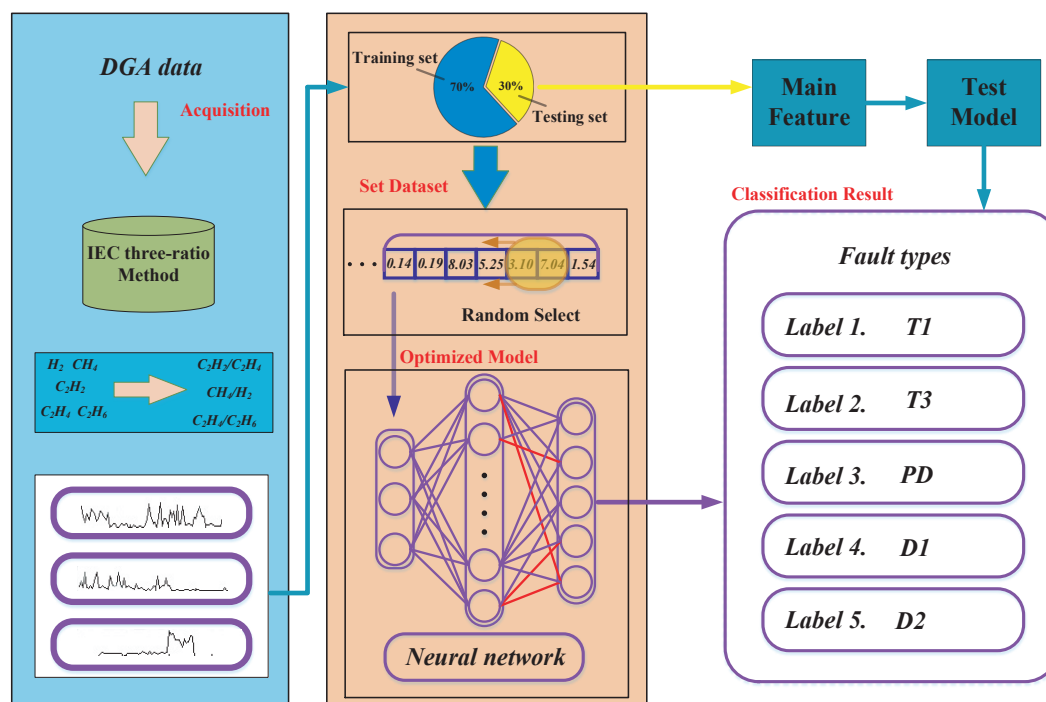 DGA data
Acquisition
IEC three-ratio
Method
H2 CH4
C2H2
C2H4 C2H6
C2H2/C2H4
CH4/H2
C2H4/C2H6
Training set
70%
30%
Testing set
Set Dataset
• • • 0.14 0.19 8.03 5.25 3.10 7.04 1.54
Random Select
Optimized Model
Neural network
Main
Feature
Test
Model
Classification Result
Fault types
Label 1. T1
Label 2. T3
Label 3. PD
Label 4. D1
Label 5. D2